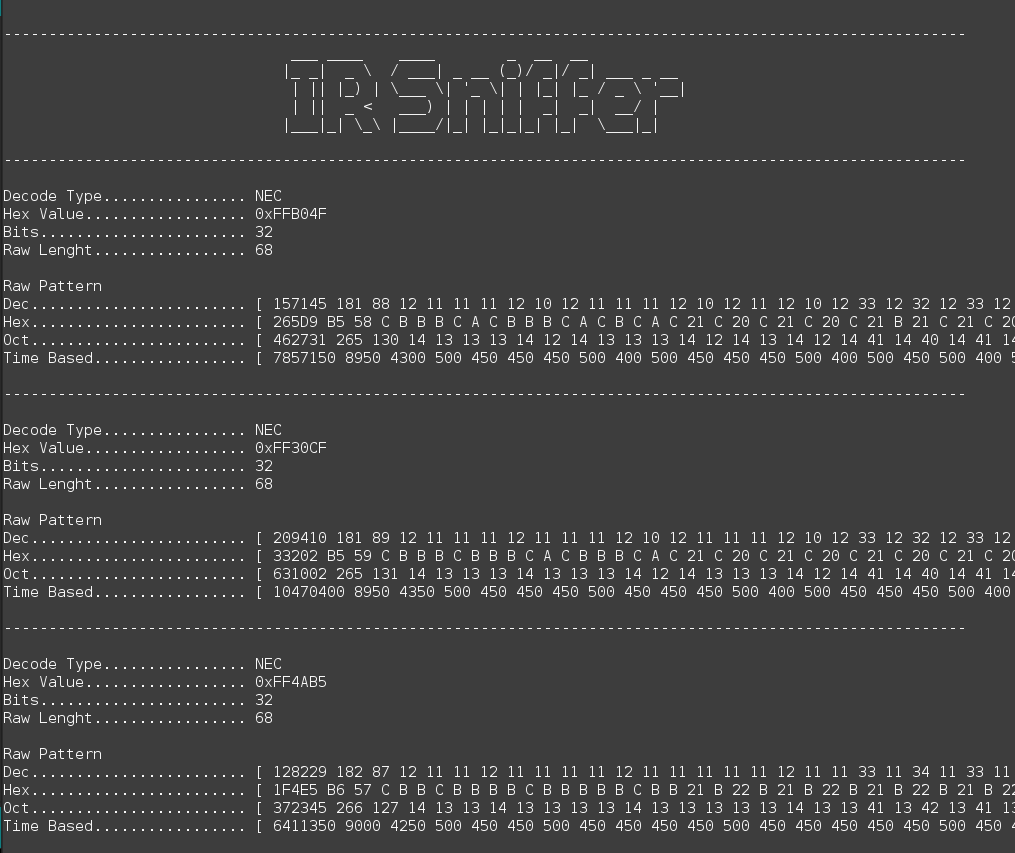 IR Sniffer
Decode Type................ NEC
Hex Value.................. 0xFFB04F
Bits....................... 32
Raw Lenght................. 68
Raw Pattern
Dec........................ [ 157145 181 88 12 11 11 11 12 10 12 11 11 11 12 10 12 11 12 10 12 33 12 32 12 33 12
Hex........................ [ 265D9 B5 58 C B B B C A C B B B C A C B C A C 21 C 20 C 21 C 20 C 21 B 21 C 21 C 20
Oct........................ [ 462731 265 130 14 13 13 13 14 12 14 13 13 13 14 12 14 13 14 12 14 41 14 40 14 41 14
Time Based................. [ 7857150 8950 4300 500 450 450 450 500 400 500 450 450 450 500 400 500 450 500 400
Decode Type................ NEC
Hex Value.................. 0xFF30CF
Bits....................... 32
Raw Lenght................. 68
Raw Pattern
Dec........................ [ 209410 181 89 12 11 11 11 12 11 11 11 12 10 12 11 11 11 12 10 12 33 12 32 12 33 12
Hex........................ [ 33202 B5 59 C B B B C B B B C A C B B B C A C 21 C 20 C 21 C 20 C 21 C 20 C 21 C 20
Oct........................ [ 631002 265 131 14 13 13 13 14 13 13 13 14 12 14 13 13 13 14 12 14 41 14 40 14 41 14
Time Based................. [ 10470400 8950 4350 500 450 450 450 500 450 450 450 500 400 500 450 450 450 500 400
Decode Type................ NEC
Hex Value.................. 0xFF4AB5
Bits....................... 32
Raw Lenght................. 68
Raw Pattern
Dec........................ [ 128229 182 87 12 11 11 12 11 11 11 11 12 11 11 11 11 11 12 11 11 33 11 34 11 33 11
Hex........................ [ 1F4E5 B6 57 C B B C B B B B C B B B B B C B B 21 B 22 B 21 B 22 B 21 B 22 B 21 B 22
Oct........................ [ 372345 266 127 14 13 13 14 13 13 13 13 14 13 13 13 13 13 14 13 13 41 13 42 13 41 13
Time Based................. [ 6411350 9000 4250 500 450 450 500 450 450 450 450 500 450 450 450 450 450 500 450